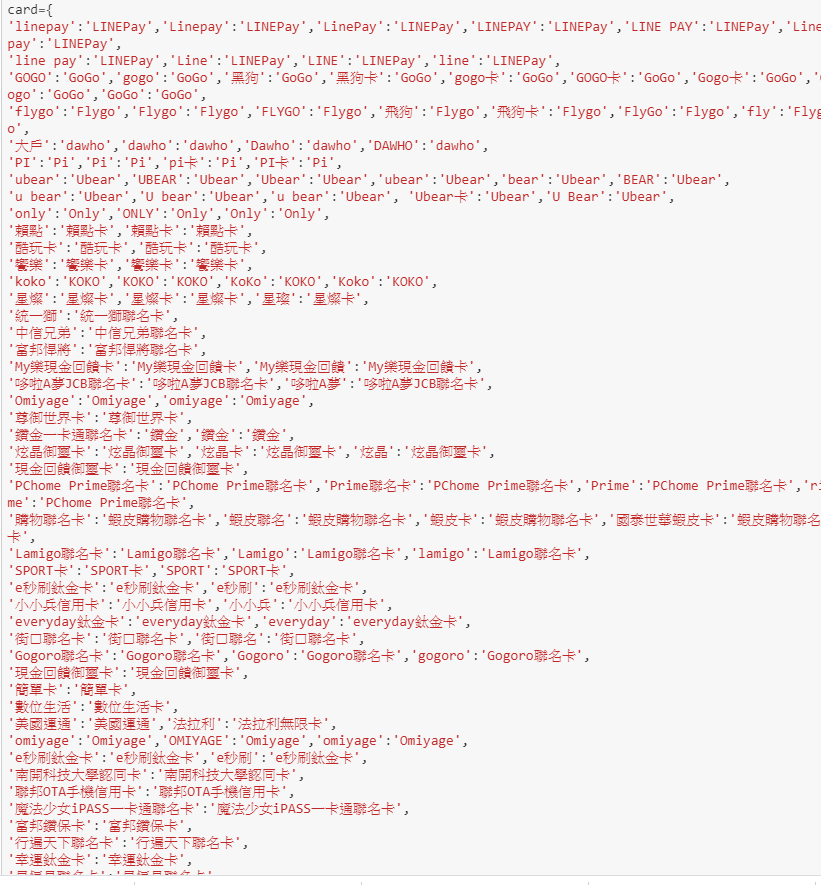 card={
'linepay':'LINEPay','Linepay':'LINEPay','LinePay':'LINEPay','LINEPAY':'LINEPay','LINE PAY':'LINEPay','Line
pay':'LINEPay',
'line pay':'LINEPay','Line':'LINEPay','LINE':'LINEPay','line':'LINEPay',
'GOGO':'GoGo','gogo':'GoGo','黑狗':'GoGo','黑狗卡':'GoGo','gogo卡':'GoGo','GOGO卡':'GoGo','Gogo卡':'GoGo','
ogo':'GoGo','GoGo':'GoGo',
'flygo':'Flygo','Flygo':'Flygo','FLYGO':'Flygo','飛狗':'Flygo','飛狗卡':'Flygo','FlyGo':'Flygo','fly':'Flyg
o',
'大戶':'dawho','dawho':'dawho','Dawho':'dawho','DAWHO':'dawho',
'PI':'Pi','Pi':'Pi','pi卡':'Pi','PI卡':'Pi',
'ubear':'Ubear','UBEAR':'Ubear','Ubear':'Ubear','ubear':'Ubear','bear':'Ubear','BEAR':'Ubear',
'u bear':'Ubear','U bear':'Ubear','u bear':'Ubear', 'Ubear卡':'Ubear','U Bear':'Ubear',
'only':'Only','ONLY':'Only','Only':'Only',
'賴點':'賴點卡','賴點卡':'賴點卡',
'酷玩卡':'酷玩卡','酷玩卡':'酷玩卡',
'饗樂':'饗樂卡','饗樂卡':'饗樂卡',
'koko':'KOKO','KOKO':'KOKO','KoKo':'KOKO','Koko':'KOKO',
'星燦':'星燦卡','星燦卡':'星燦卡','星璨':'星燦卡',
'統一獅':'統一獅聯名卡',
'中信兄弟':'中信兄弟聯名卡',
'富邦悍將':'富邦悍將聯名卡',
'My樂現金回饋卡':'My樂現金回饋卡','My樂現金回饋':'My樂現金回饋卡',
'哆啦A夢JCB聯名卡':'哆啦A夢JCB聯名卡','哆啦A夢':'哆啦A夢JCB聯名卡',
'Omiyage':'Omiyage','omiyage':'Omiyage',
'尊御世界卡':'尊御世界卡',
'鑽金一卡通聯名卡':'鑽金','鑽金':'鑽金',
'炫晶御璽卡':'炫晶御璽卡','炫晶卡':'炫晶御璽卡','炫晶':'炫晶御璽卡',
'現金回饋御璽卡':'現金回饋御璽卡',
'PChome Prime聯名卡':'PChome Prime聯名卡','Prime聯名卡':'PChome Prime聯名卡','Prime':'PChome Prime聯名卡','ri
me':'PChome Prime聯名卡',
'購物聯名卡':'蝦皮購物聯名卡','蝦皮聯名':'蝦皮購物聯名卡','蝦皮卡':'蝦皮購物聯名卡','國泰世華蝦皮卡':'蝦皮購物聯名
卡',
'Lamigo聯名卡':'Lamigo聯名卡','Lamigo':'Lamigo聯名卡','lamigo':'Lamigo聯名卡',
'SPORT卡':'SPORT卡','SPORT':'SPORT卡',
'e秒刷鈦金卡':'e秒刷鈦金卡','e秒刷':'e秒刷鈦金卡',
'小小兵信用卡':'小小兵信用卡','小小兵':'小小兵信用卡',
'everyday鈦金卡':'everyday鈦金卡','everyday':'everyday鈦金卡',
'街口聯名卡':'街口聯名卡','街口聯名':'街口聯名卡',
'Gogoro聯名卡':'Gogoro聯名卡','Gogoro':'Gogoro聯名卡','gogoro':'Gogoro聯名卡',
'現金回饋御璽卡':'現金回饋御璽卡',
'簡單卡':'簡單卡',
'數位生活':'數位生活卡',
'美國運通':'美國運通','法拉利':'法拉利無限卡',
'omiyage':'Omiyage','OMIYAGE':'Omiyage','omiyage':'Omiyage',
'e秒刷鈦金卡':'e秒刷鈦金卡','e秒刷':'e秒刷鈦金卡',
'南開科技大學認同卡':'南開科技大學認同卡',
'聯邦OTA手機信用卡':'聯邦OTA手機信用卡',
'魔法少女iPASS一卡通聯名卡':'魔法少女iPASS一卡通聯名卡',
'富邦鑽保卡':'富邦鑽保卡',
'行遍天下聯名卡':'行遍天下聯名卡',
'幸運鈦金卡':'幸運鈦金卡',